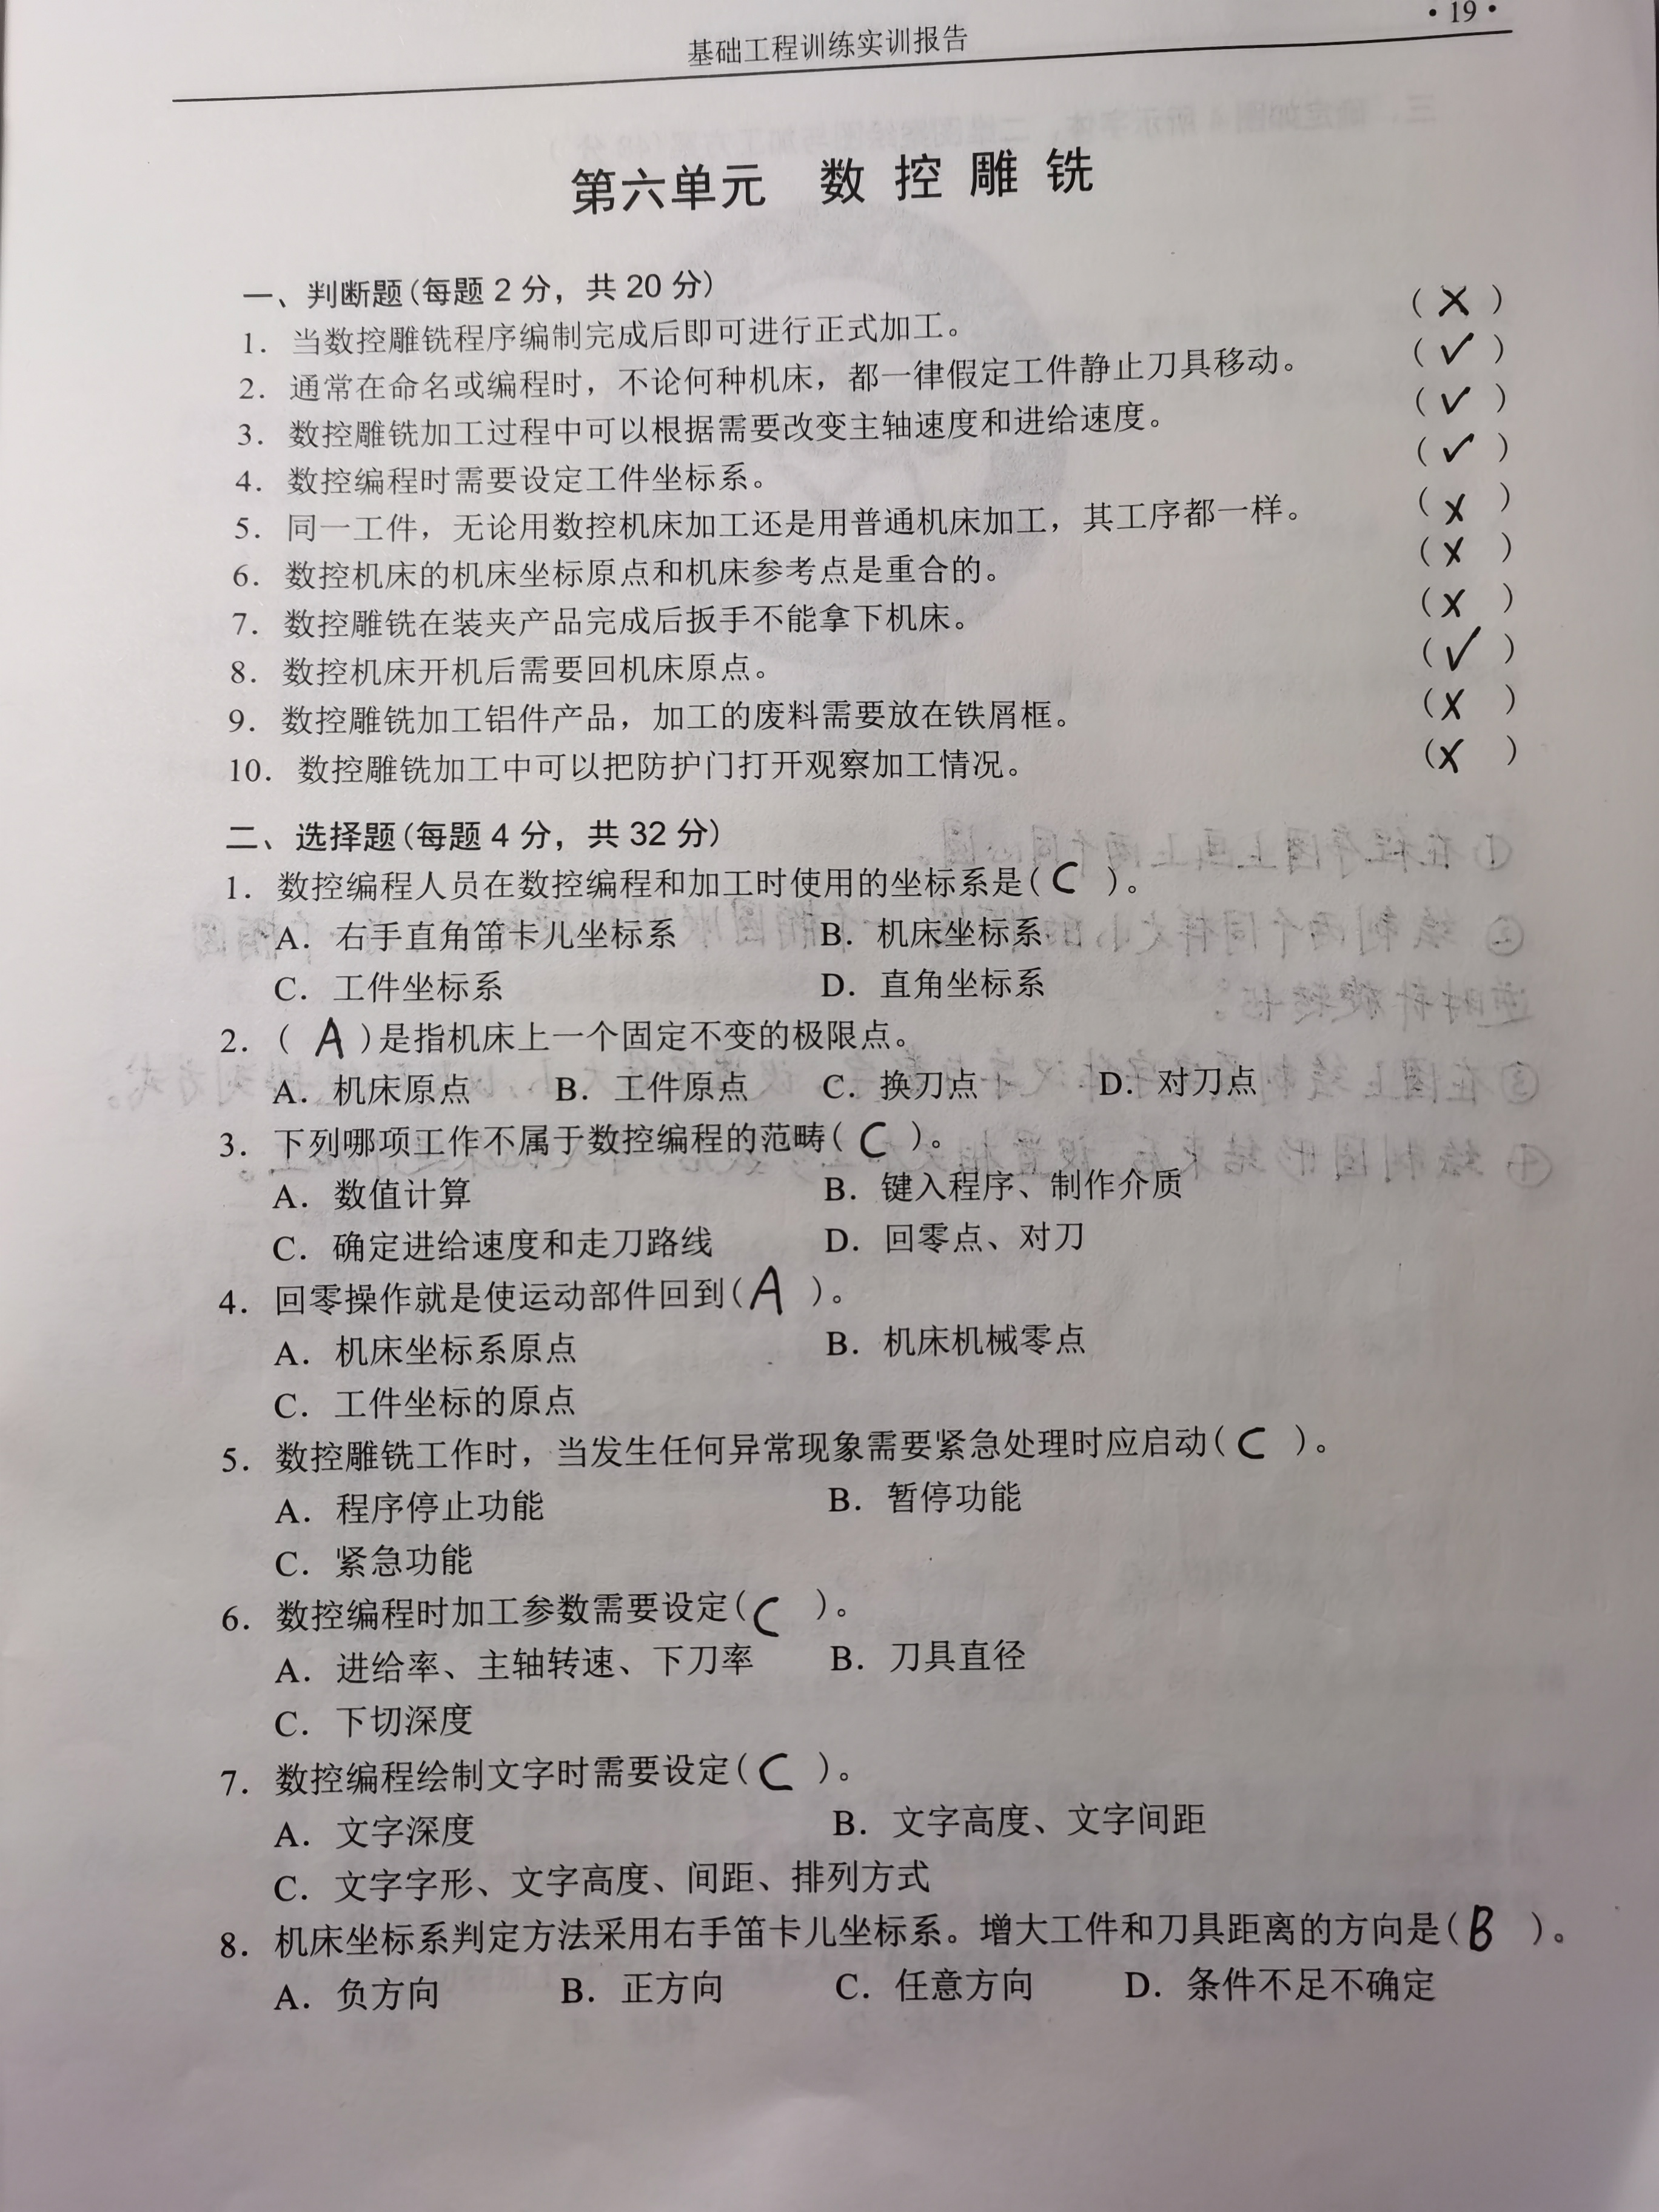 ·19·
基础工程训练实训报告
第六单元 数控雕铣
一、判断题(每题2分，共20分)
1. 当数控雕铣程序编制完成后即可进行正式加工。 (×)
2. 通常在命名或编程时，不论何种机床，都一律假定工件静止刀具移动。 (✓)
3. 数控雕铣加工过程中可以根据需要改变主轴速度和进给速度。 (✓)
4. 数控编程时需要设定工件坐标系。 (✓)
5. 同一工件，无论用数控机床加工还是用普通机床加工，其工序都一样。 (×)
6. 数控机床的机床坐标原点和机床参考点是重合的。 (×)
7. 数控雕铣在装夹产品完成后扳手不能拿下机床。 (×)
8. 数控机床开机后需要回机床原点。 (✓)
9. 数控雕铣加工铝件产品，加工的废料需要放在铁屑框。 (×)
10. 数控雕铣加工中可以把防护门打开观察加工情况。 (×)
二、选择题(每题4分，共32分)
1. 数控编程人员在数控编程和加工时使用的坐标系是(C)。
A. 右手直角笛卡儿坐标系 B. 机床坐标系
C. 工件坐标系 D. 直角坐标系
2. (A)是指机床上一个固定不变的极限点。
A. 机床原点 B. 工件原点 C. 换刀点 D. 对刀点
3. 下列哪项工作不属于数控编程的范畴(C)。
A. 数值计算 B. 键入程序、制作介质
C. 确定进给速度和走刀路线 D. 回零点、对刀
4. 回零操作就是使运动部件回到(A)。
A. 机床坐标系原点 B. 机床机械零点
C. 工件坐标的原点
5. 数控雕铣工作时，当发生任何异常现象需要紧急处理时应启动(C)。
A. 程序停止功能 B. 暂停功能
C. 紧急功能
6. 数控编程时加工参数需要设定(C)。
A. 进给率、主轴转速、下刀率 B. 刀具直径
C. 下切深度
7. 数控编程绘制文字时需要设定(C)。
A. 文字深度 B. 文字高度、文字间距
C. 文字字形、文字高度、间距、排列方式
8. 机床坐标系判定方法采用右手笛卡儿坐标系。增大工件和刀具距离的方向是(B)。
A. 负方向 B. 正方向 C. 任意方向 D. 条件不足不确定